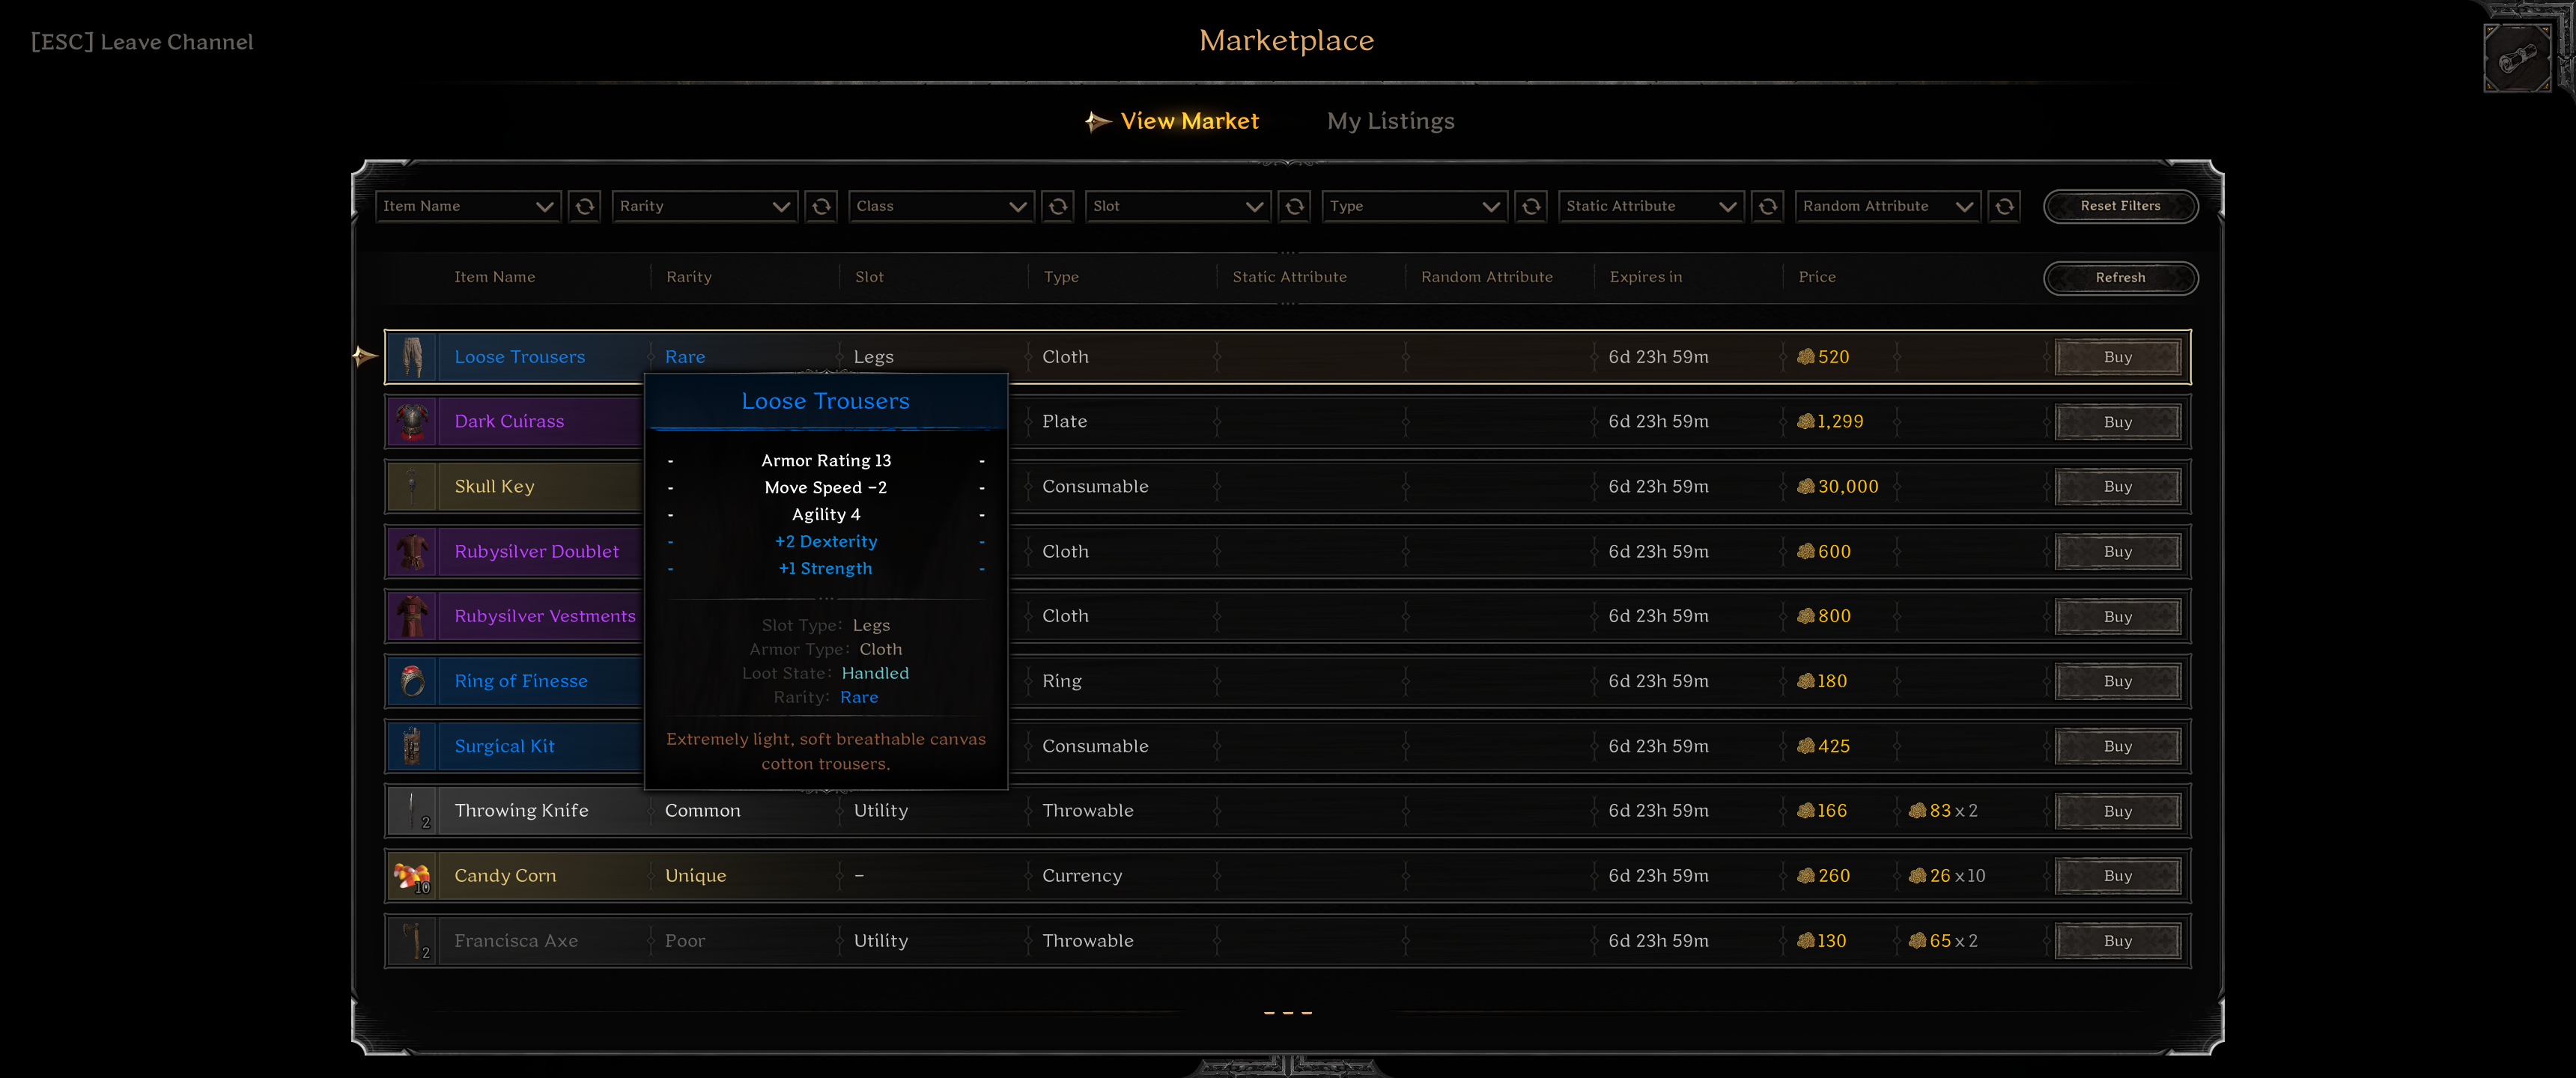 [ESC] Leave Channel
Marketplace
View Market My Listings
Item Name Rarity Class Slot Type Static Attribute Random Attribute Reset Filters
Item Name Rarity Slot Type Static Attribute Random Attribute Expires in Price Refresh
Loose Trousers Rare Legs Cloth 6d 23h 59m 520 Buy
Dark Cuirass Plate 6d 23h 59m 1,299 Buy
Skull Key Consumable 6d 23h 59m 30,000 Buy
Rubysilver Doublet Cloth 6d 23h 59m 600 Buy
Rubysilver Vestments Cloth 6d 23h 59m 800 Buy
Ring of Finesse Ring 6d 23h 59m 180 Buy
Surgical Kit Consumable 6d 23h 59m 425 Buy
2 Throwing Knife Common Utility Throwable 6d 23h 59m 166 83 x 2 Buy
10 Candy Corn Unique - Currency 6d 23h 59m 260 26 x 10 Buy
2 Francisca Axe Poor Utility Throwable 6d 23h 59m 130 65 x 2 Buy
Loose Trousers
- Armor Rating 13 -
- Move Speed -2 -
- Agility 4 -
- +2 Dexterity -
- +1 Strength -
Slot Type: Legs
Armor Type: Cloth
Loot State: Handled
Rarity: Rare
Extremely light, soft breathable canvas
cotton trousers.